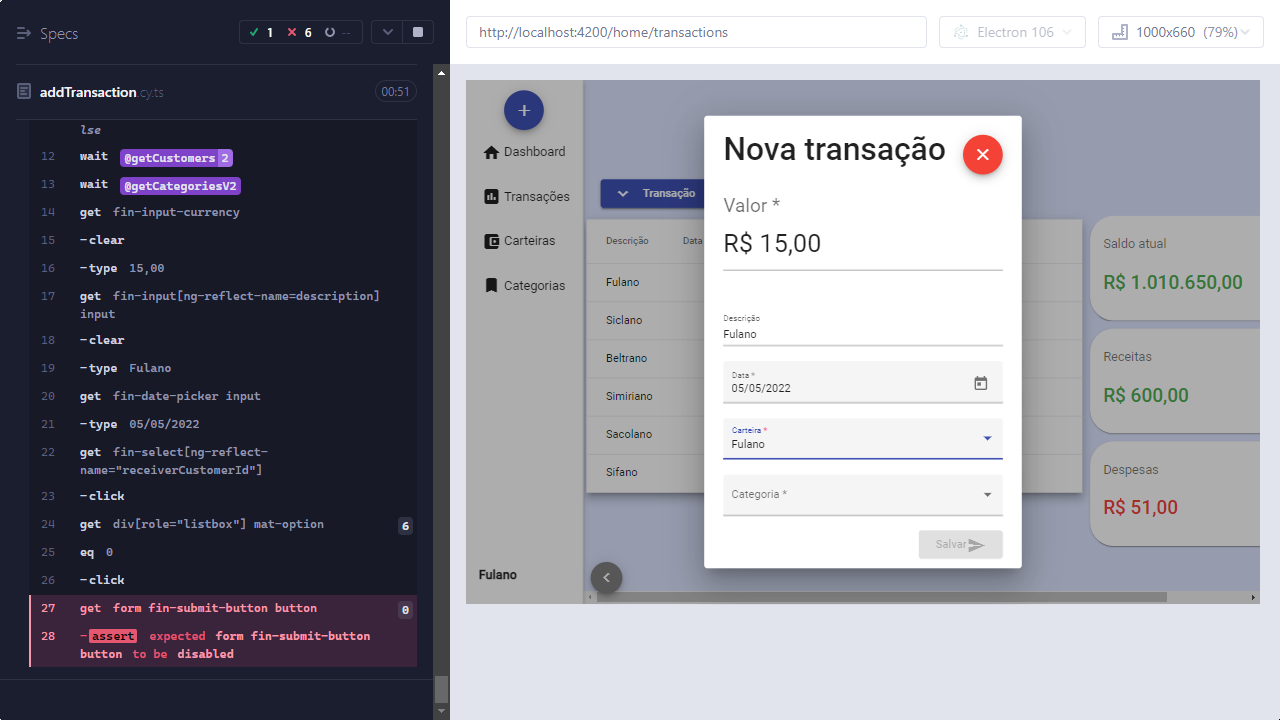 Specs
1
6
--
addTransaction.cy.ts
00:51
lse
12 wait @getCustomers 2
13 wait @getCategoriesV2
14 get fin-input-currency
15 -clear
16 -type 15,00
17 get fin-input[ng-reflect-name=description]
input
18 -clear
19 -type Fulano
20 get fin-date-picker input
21 -type 05/05/2022
22 get fin-select[ng-reflect-
name="receiverCustomerId"]
23 -click
24 get div[role="listbox"] mat-option 6
25 eq 0
26 -click
27 get form fin-submit-button button 0
28 -assert expected form fin-submit-button
button to be disabled
http://localhost:4200/home/transactions
Electron 106
1000x660 (79%)
Dashboard
Transações
Carteiras
Categorias
Fulano
Transação
Descrição Data
Fulano
Siclano
Beltrano
Simiriano
Sacolano
Sifano
Nova transação
Valor *
R$ 15,00
Descrição
Fulano
Data *
05/05/2022
Carteira *
Fulano
Categoria *
Salvar
Saldo atual
R$ 1.010.650,00
Receitas
R$ 600,00
Despesas
R$ 51,00